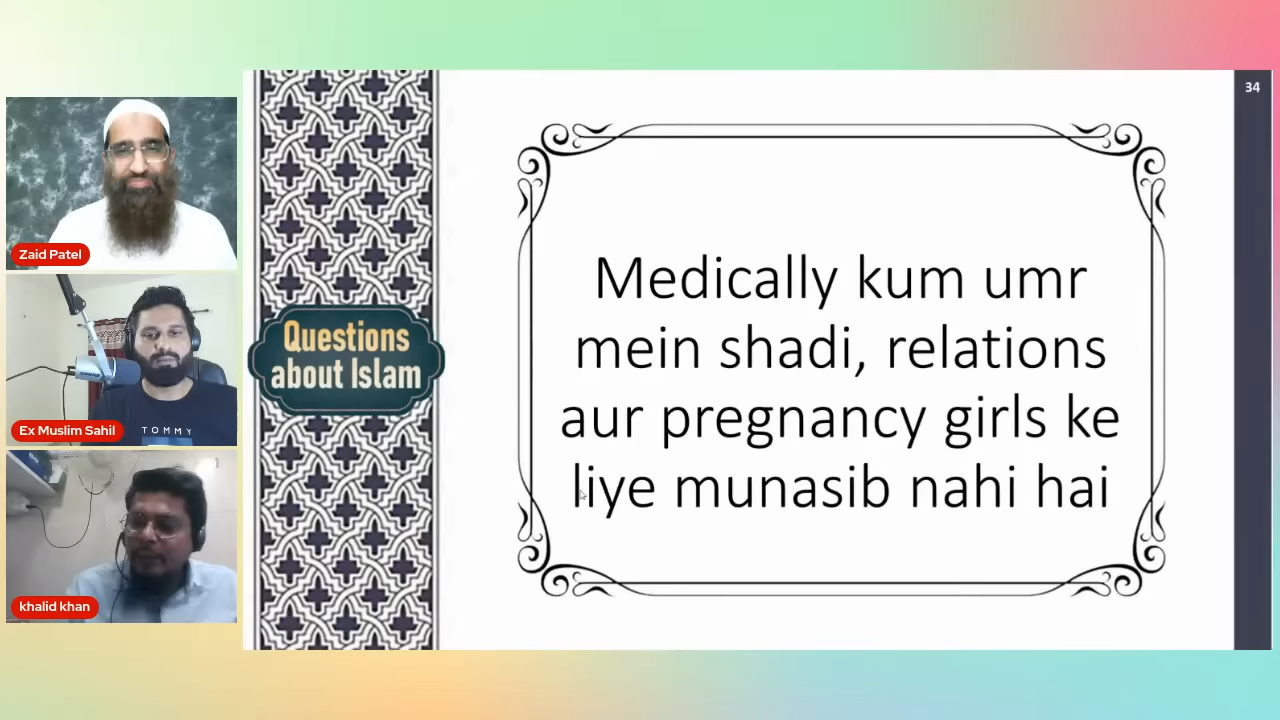 34
Zaid Patel
Ex Muslim Sahil
TOMMY
khalid khan
Questions
about Islam
Medically kum umr
mein shadi, relations
aur pregnancy girls ke
liye munasib nahi hai